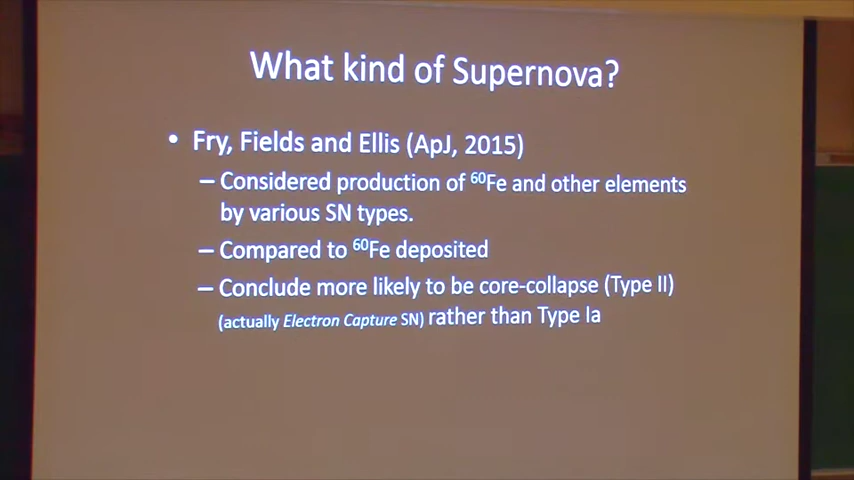 What kind of Supernova?
• Fry, Fields and Ellis (ApJ, 2015)
– Considered production of ⁶⁰Fe and other elements
by various SN types.
– Compared to ⁶⁰Fe deposited
– Conclude more likely to be core-collapse (Type II)
(actually Electron Capture SN) rather than Type Ia